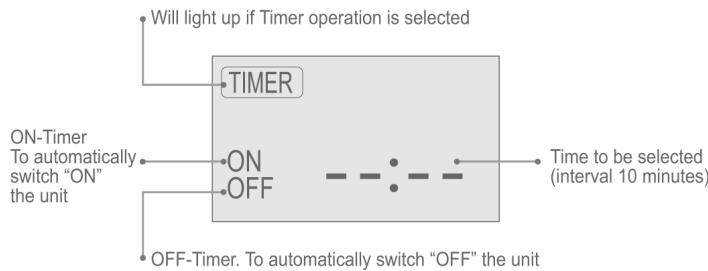 Will light up if Timer operation is selected
TIMER
ON-Timer
To automatically
switch “ON”
the unit
ON
OFF
– – : – –
Time to be selected
(interval 10 minutes)
OFF-Timer. To automatically switch “OFF” the unit